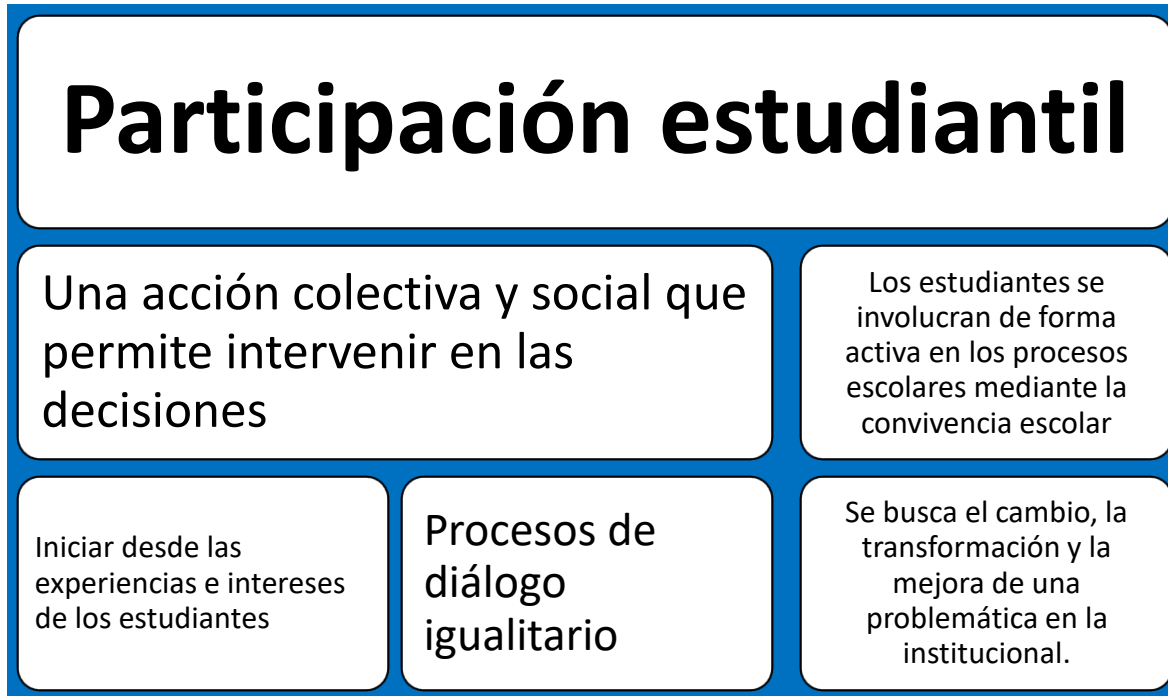 Participación estudiantil
Una acción colectiva y social que
permite intervenir en las
decisiones
Los estudiantes se
involucran de forma
activa en los procesos
escolares mediante la
convivencia escolar
Iniciar desde las
experiencias e intereses
de los estudiantes
Procesos de
diálogo
igualitario
Se busca el cambio, la
transformación y la
mejora de una
problemática en la
institucional.